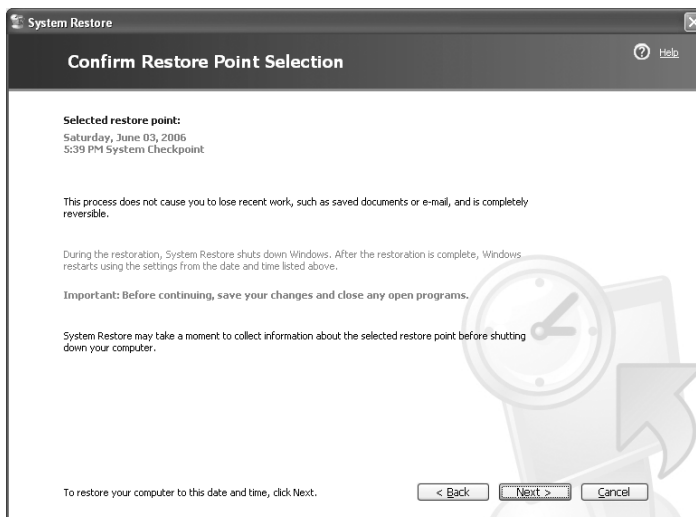 System Restore
Confirm Restore Point Selection
Help
Selected restore point:
Saturday, June 03, 2006
5:39 PM System Checkpoint
This process does not cause you to lose recent work, such as saved documents or e-mail, and is completely
reversible.
During the restoration, System Restore shuts down Windows. After the restoration is complete, Windows
restarts using the settings from the date and time listed above.
Important: Before continuing, save your changes and close any open programs.
System Restore may take a moment to collect information about the selected restore point before shutting
down your computer.
To restore your computer to this date and time, click Next.
< Back
Next >
Cancel